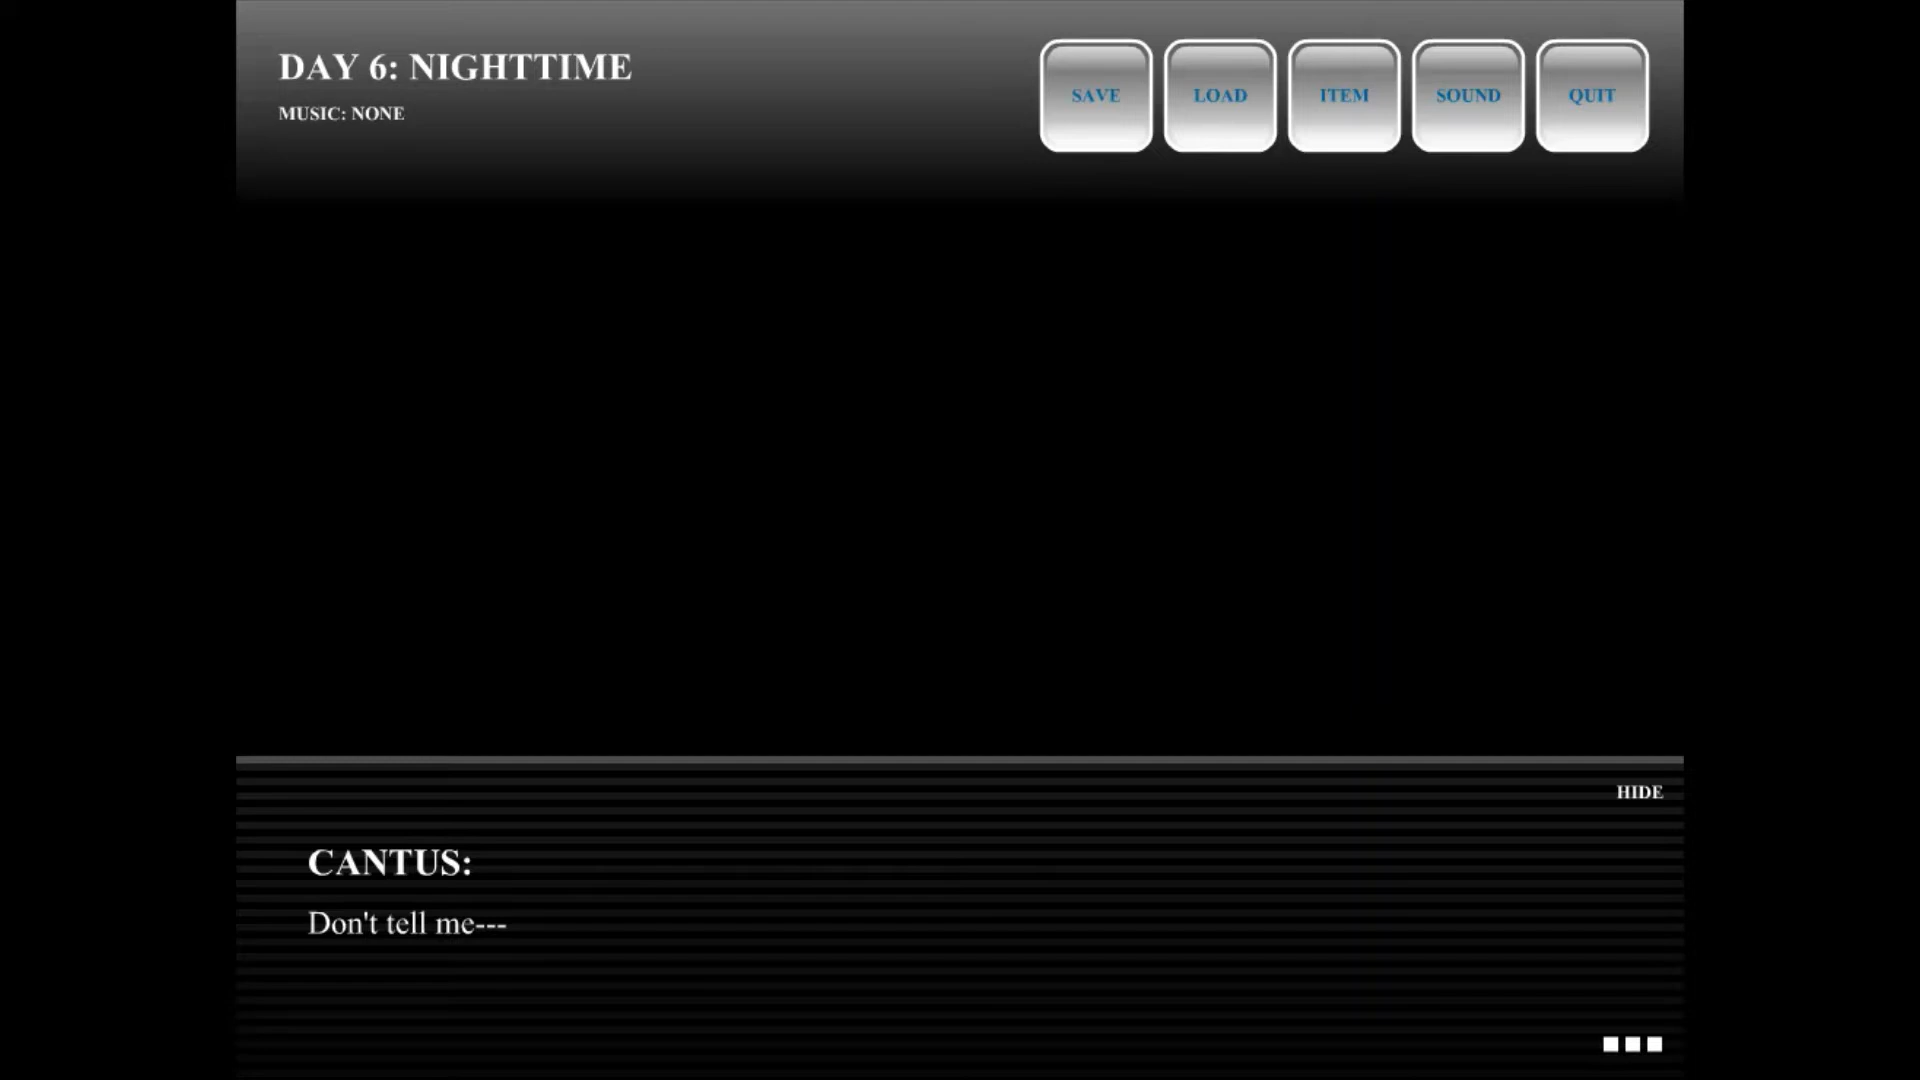 DAY 6: NIGHTTIME
MUSIC: NONE
SAVE
LOAD
ITEM
SOUND
QUIT
HIDE
CANTUS:
Don't tell me---